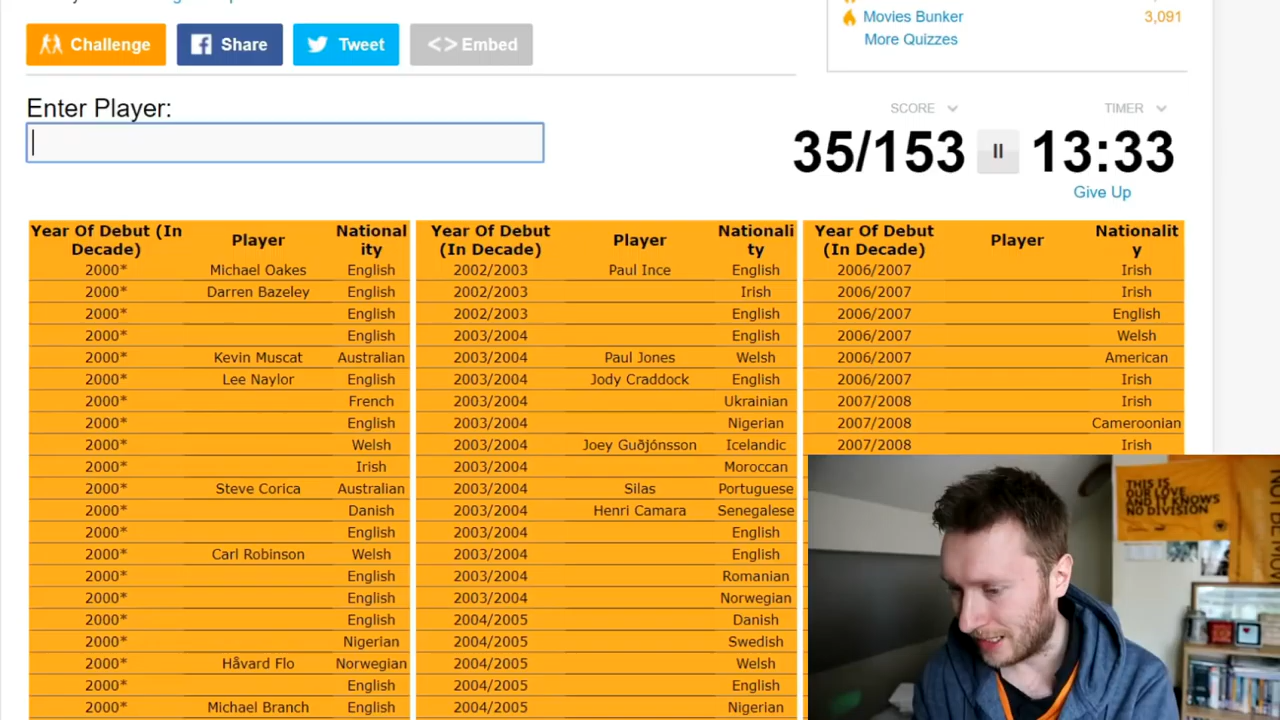 Movies Bunker 3,091
More Quizzes
Challenge Share Tweet <> Embed
Enter Player:
SCORE TIMER
35/153 13:33
Give Up
Year Of Debut (In Decade) Player Nationality Year Of Debut (In Decade) Player Nationality Year Of Debut (In Decade) Player Nationality
2000* Michael Oakes English 2002/2003 Paul Ince English 2006/2007 Irish
2000* Darren Bazeley English 2002/2003 Irish 2006/2007 Irish
2000* English 2002/2003 English 2006/2007 English
2000* English 2003/2004 English 2006/2007 Welsh
2000* Kevin Muscat Australian 2003/2004 Paul Jones Welsh 2006/2007 American
2000* Lee Naylor English 2003/2004 Jody Craddock English 2006/2007 Irish
2000* French 2003/2004 Ukrainian 2007/2008 Irish
2000* English 2003/2004 Nigerian 2007/2008 Cameroonian
2000* Welsh 2003/2004 Joey Guðjónsson Icelandic 2007/2008 Irish
2000* Irish 2003/2004 Moroccan
2000* Steve Corica Australian 2003/2004 Silas Portuguese
2000* Danish 2003/2004 Henri Camara Senegalese
2000* English 2003/2004 English
2000* Carl Robinson Welsh 2003/2004 English
2000* English 2003/2004 Romanian
2000* English 2003/2004 Norwegian
2000* English 2004/2005 Danish
2000* Nigerian 2004/2005 Swedish
2000* Håvard Flo Norwegian 2004/2005 Welsh
2000* English 2004/2005 English
2000* Michael Branch English 2004/2005 Nigerian
THIS IS
OUR LOVE
AND IT KNOWS
NO DIVISION